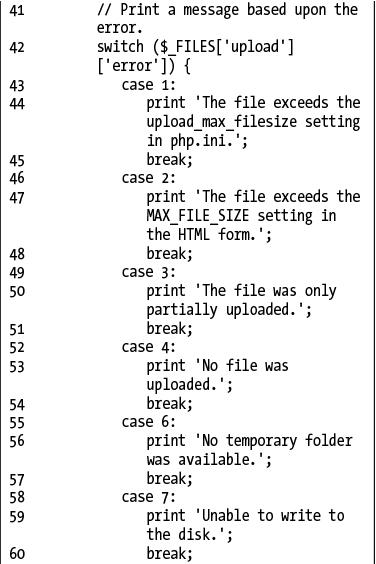 41 // Print a message based upon the
error.
42 switch ($_FILES['upload']
['error']) {
43 case 1:
44 print 'The file exceeds the
upload_max_filesize setting
in php.ini.';
45 break;
46 case 2:
47 print 'The file exceeds the
MAX_FILE_SIZE setting in
the HTML form.';
48 break;
49 case 3:
50 print 'The file was only
partially uploaded.';
51 break;
52 case 4:
53 print 'No file was
uploaded.';
54 break;
55 case 6:
56 print 'No temporary folder
was available.';
57 break;
58 case 7:
59 print 'Unable to write to
the disk.';
60 break;